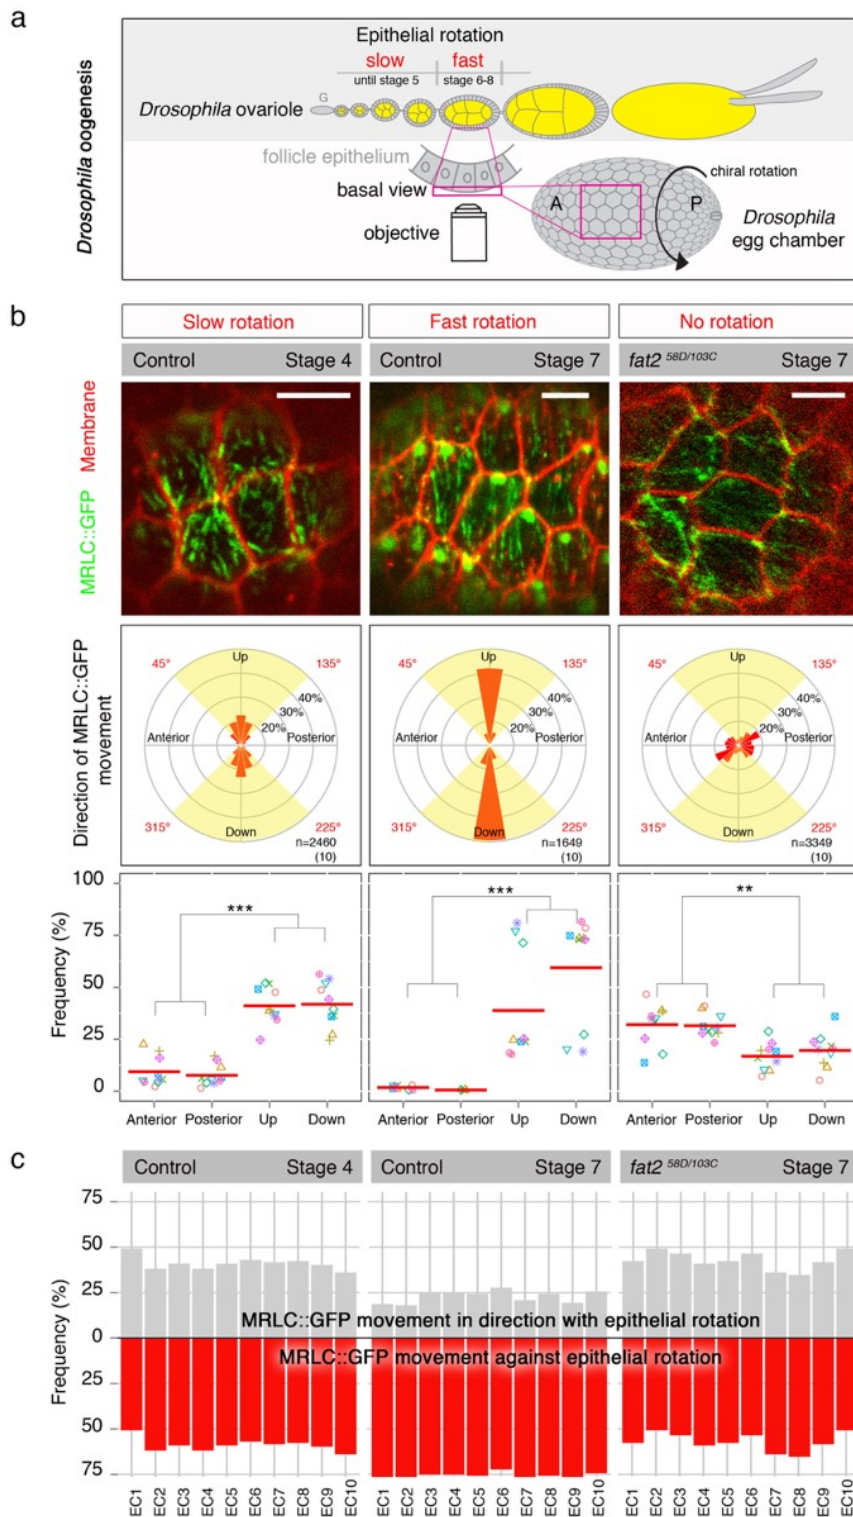 a
Drosophila oogenesis
Epithelial rotation
slow fast
until stage 5 stage 6-8
G
Drosophila ovariole
follicle epithelium
basal view
objective
chiral rotation
A P
Drosophila
egg chamber
b
Slow rotation Fast rotation No rotation
Control Stage 4 Control Stage 7 fat2 58D/103C Stage 7
MRLC::GFP Membrane
Direction of MRLC::GFP
movement
45° Up 135°
40%
30%
20%
Anterior Posterior
315° Down 225°
n=2460
(10)
45° Up 135°
40%
30%
20%
Anterior Posterior
315° Down 225°
n=1649
(10)
45° Up 135°
40%
30%
20%
Anterior Posterior
315° Down 225°
n=3349
(10)
Frequency (%)
100
75
50
25
0
*** *** **
Anterior Posterior Up Down Anterior Posterior Up Down Anterior Posterior Up Down
c
Control Stage 4 Control Stage 7 fat2 58D/103C Stage 7
Frequency (%)
75
50
25
0
25
50
75
MRLC::GFP movement in direction with epithelial rotation
MRLC::GFP movement against epithelial rotation
EC1 EC2 EC3 EC4 EC5 EC6 EC7 EC8 EC9 EC10 EC1 EC2 EC3 EC4 EC5 EC6 EC7 EC8 EC9 EC10 EC1 EC2 EC3 EC4 EC5 EC6 EC7 EC8 EC9 EC10